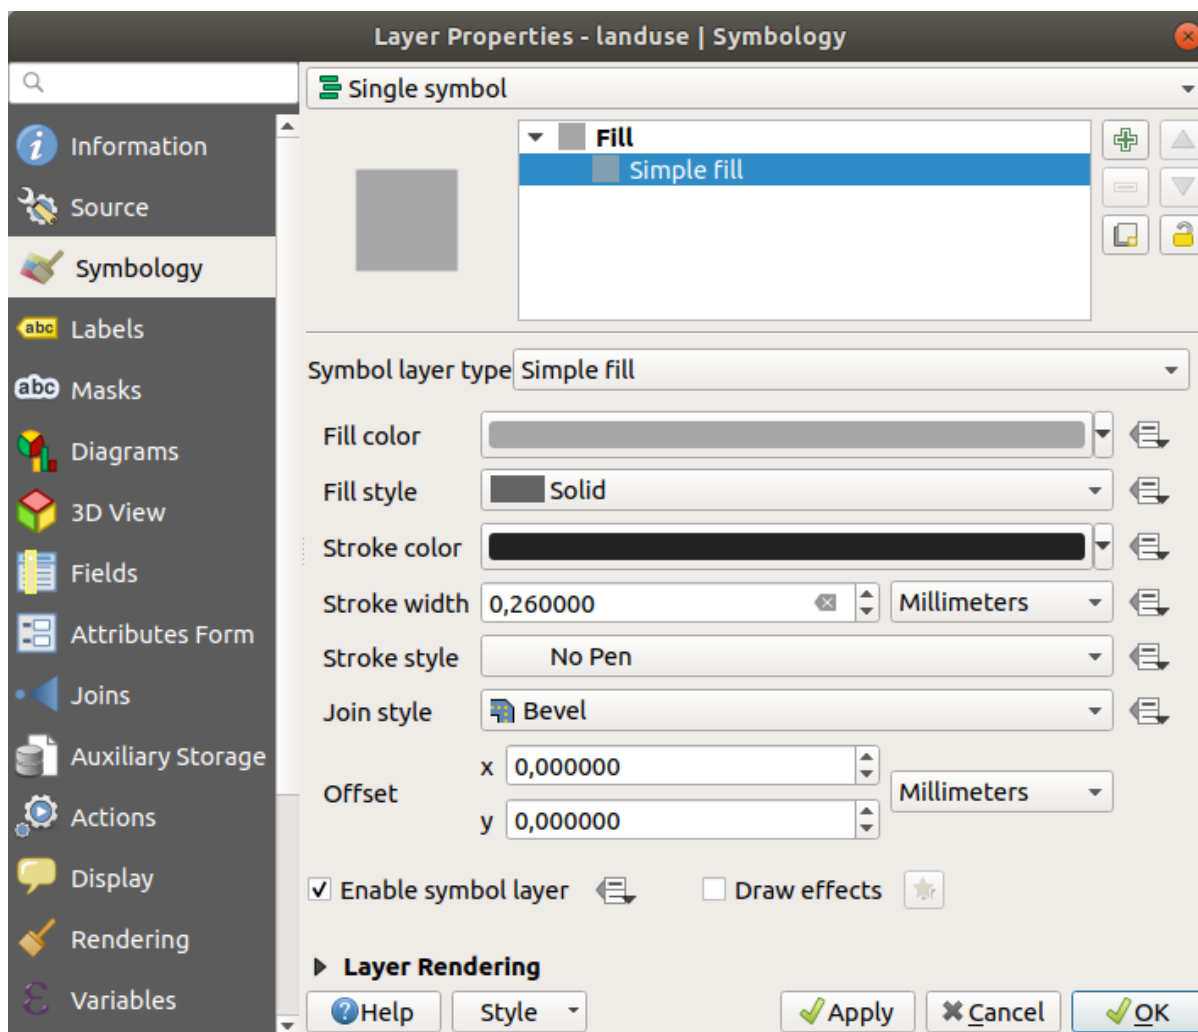 Layer Properties - landuse | Symbology
Single symbol
Information
Source
Symbology
abc Labels
abc Masks
Diagrams
3D View
Fields
Attributes Form
Joins
Auxiliary Storage
Actions
Display
Rendering
ε Variables
Fill
Simple fill
Symbol layer type Simple fill
Fill color
Fill style Solid
Stroke color
Stroke width 0,260000 Millimeters
Stroke style No Pen
Join style Bevel
Offset x 0,000000 Millimeters
y 0,000000
Enable symbol layer Draw effects
Layer Rendering
Help Style Apply Cancel OK